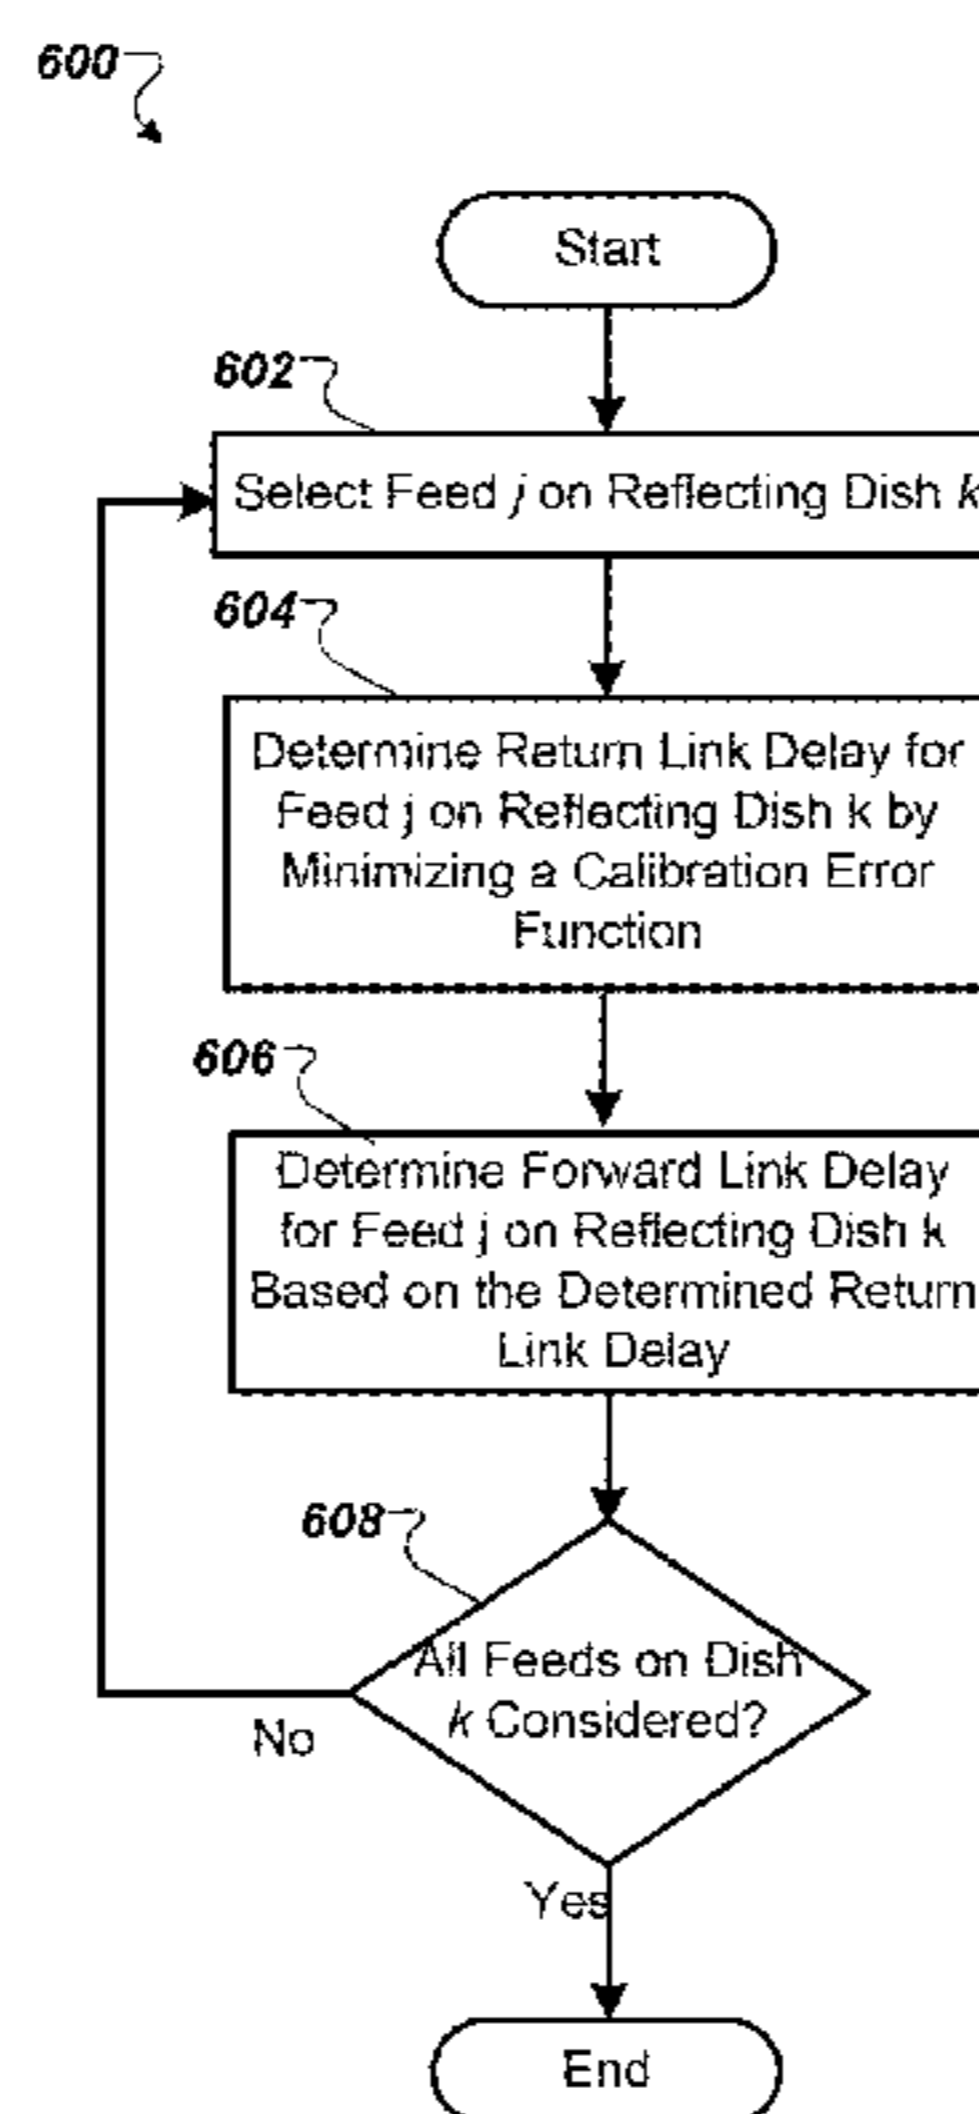 600
Start
602
Select Feed j on Reflecting Dish k
604
Determine Return Link Delay for
Feed j on Reflecting Dish k by
Minimizing a Calibration Error
Function
606
Determine Forward Link Delay
for Feed j on Reflecting Dish k
Based on the Determined Return
Link Delay
608
All Feeds on Dish
k Considered?
No
Yes
End